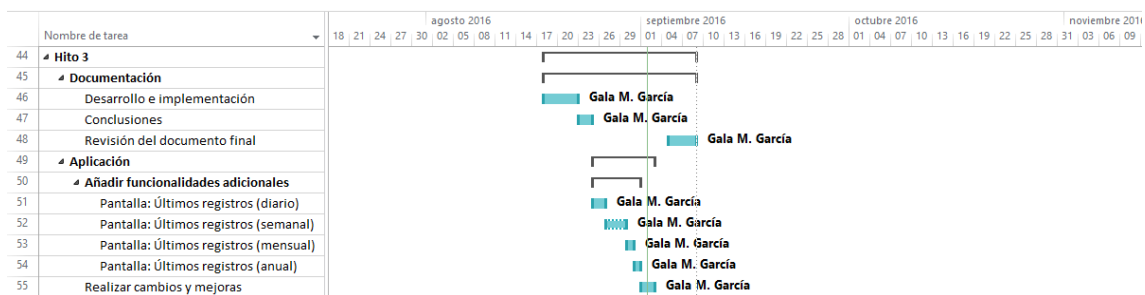 agosto 2016 septiembre 2016 octubre 2016 noviembre 2016
Nombre de tarea 18 21 24 27 30 02 05 08 11 14 17 20 23 26 29 01 04 07 10 13 16 19 22 25 28 01 04 07 10 13 16 19 22 25 28 31 03 06 09
44 Hito 3
45 Documentación
46 Desarrollo e implementación Gala M. García
47 Conclusiones Gala M. García
48 Revisión del documento final Gala M. García
49 Aplicación
50 Añadir funcionalidades adicionales
51 Pantalla: Últimos registros (diario) Gala M. García
52 Pantalla: Últimos registros (semanal) Gala M. García
53 Pantalla: Últimos registros (mensual) Gala M. García
54 Pantalla: Últimos registros (anual) Gala M. García
55 Realizar cambios y mejoras Gala M. García